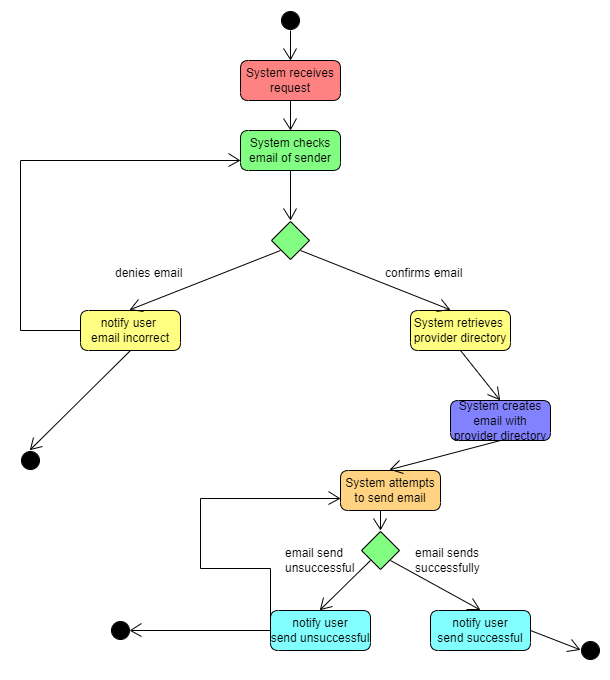 System receives
request
System checks
email of sender
denies email
confirms email
notify user
email incorrect
System retrieves
provider directory
System creates
email with
provider directory
System attempts
to send email
email send
unsuccessful
email sends
successfully
notify user
send unsuccessful
notify user
send successful